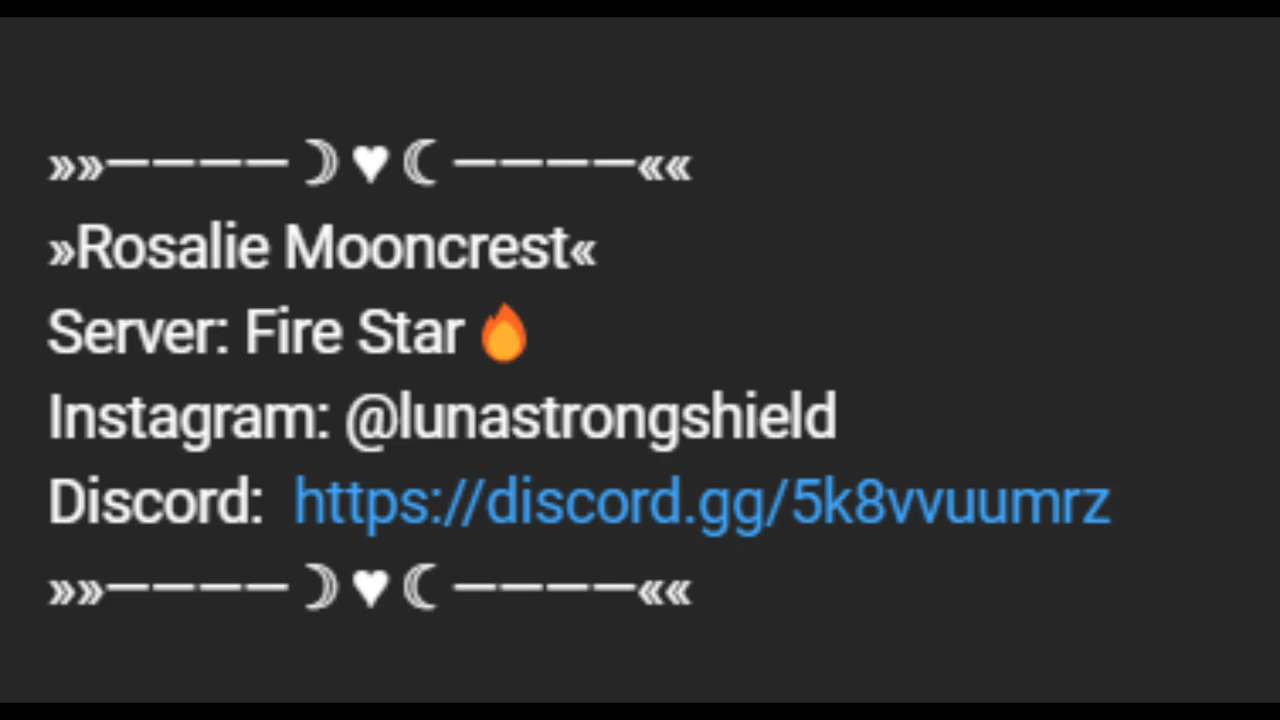 »»————☽♥☾————««
»Rosalie Mooncrest«
Server: Fire Star🔥
Instagram: @lunastrongshield
Discord: https://discord.gg/5k8vvuumrz
»»————☽♥☾————««